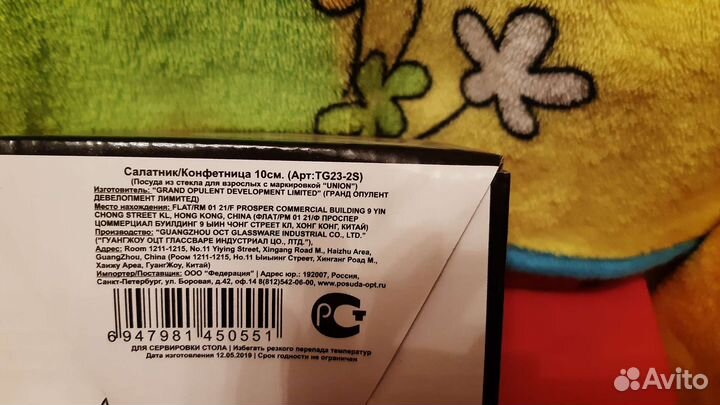 Салатник/Конфетница 10см. (Арт:TG23-2S)
(Посуда из стекла для взрослых с маркировкой "UNION")
Изготовитель: "GRAND OPULENT DEVELOPMENT LIMITED" (ГРАНД ОПУЛЕНТ
ДЕВЕЛОПМЕНТ ЛИМИТЕД)
Место нахождения: FLAT/RM 01 21/F PROSPER COMMERCIAL BUILDING 9 YIN
CHONG STREET KL, HONG KONG, CHINA (ФЛАТ/РМ 01 21/Ф ПРОСПЕР
ЦОММЕРЦИАЛ БУИЛДИНГ 9 ЫИН ЧОНГ СТРЕЕТ КЛ, ХОНГ КОНГ, КИТАЙ)
Производство: GUANGZHOU OCT GLASSWARE INDUSTRIAL CO., LTD."
("ГУАНГЖОУ ОЦТ ГЛАССВАРЕ ИНДУСТРИАЛ ЦО., ЛТД.").
Адрес: Room 1211-1215, No.11 Yiying Street, Xingang Road M., Haizhu Area,
GuangZhou, China (Роом 1211-1215, Но.11 Ыиыинг Street, Хинганг Роад М.,
Хаижу Area, ГуангЖоу, Китай)
Импортер/Поставщик: ООО "Федерация" | Адрес юр.: 192007, Россия,
Санкт-Петербург, ул. Боровая, д.42, оф.14 8(812)542-06-00, www.posuda-opt.ru
РСТ
6 947981 450551
ДЛЯ СЕРВИРОВКИ СТОЛА | Избегать резкого перепада температур
Дата изготовления 12.05.2019 | Срок годности не ограничен
Avito